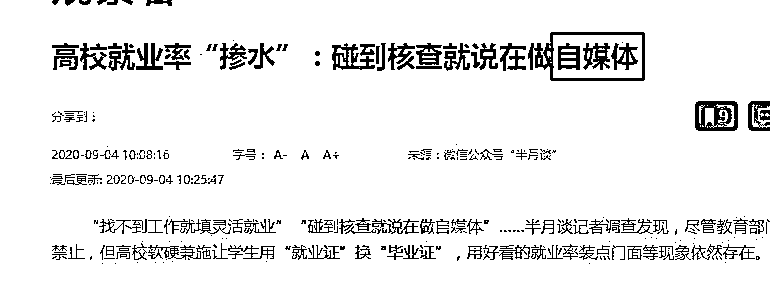 高校就业率“掺水”：碰到核查就说在做自媒体
分享到：
2020-09-04 10:08:16 字号：A- A A+ 来源：微信公众号“半月谈”
最后更新: 2020-09-04 10:25:47
“找不到工作就填灵活就业”“碰到核查就说在做自媒体”……半月谈记者调查发现，尽管教育部门
禁止，但高校软硬兼施让学生用“就业证”换“毕业证”，用好看的就业率装点门面等现象依然存在。